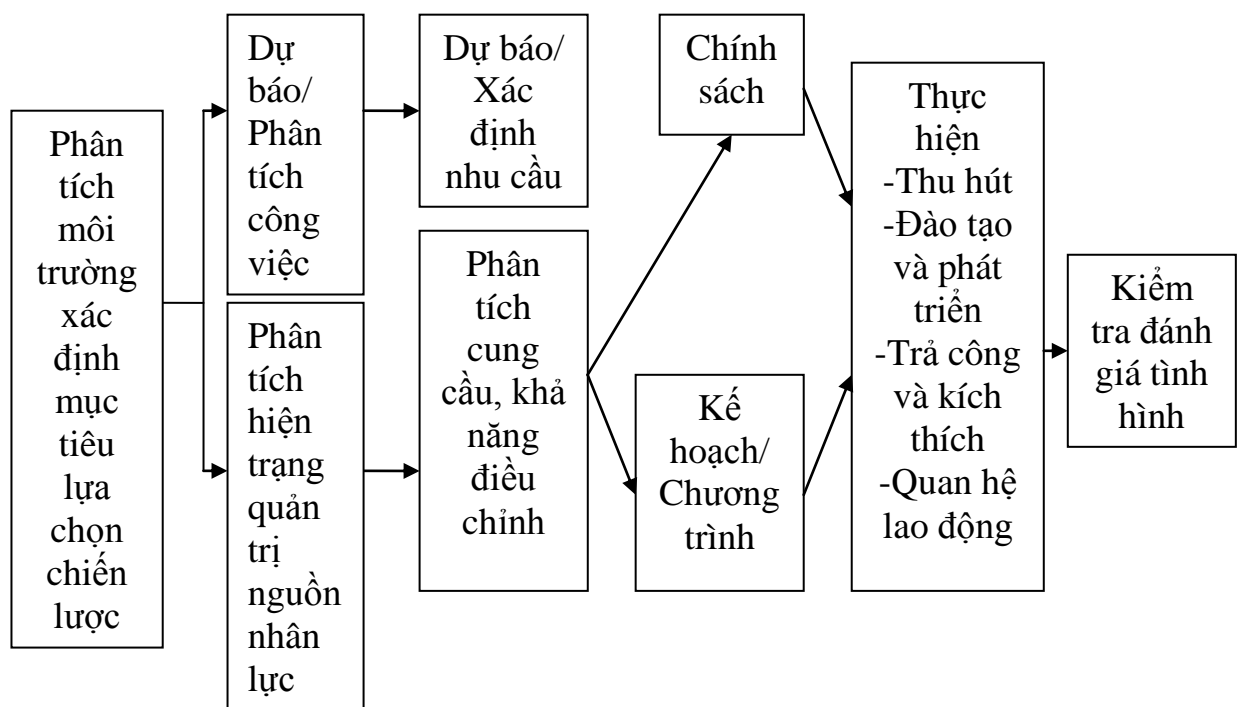 Phân
tích
môi
trường
xác
định
mục
tiêu
lựa
chọn
chiến
lược
Dự
báo/
Phân
tích
công
việc
Phân
tích
hiện
trạng
quản
trị
nguồn
nhân
lực
Dự báo/
Xác
định
nhu cầu
Phân
tích
cung
cầu, khả
năng
điều
chỉnh
Chính
sách
Kế
hoạch/
Chương
trình
Thực
hiện
-Thu hút
-Đào tạo
và phát
triển
-Trả công
và kích
thích
-Quan hệ
lao động
Kiểm
tra đánh
giá tình
hình